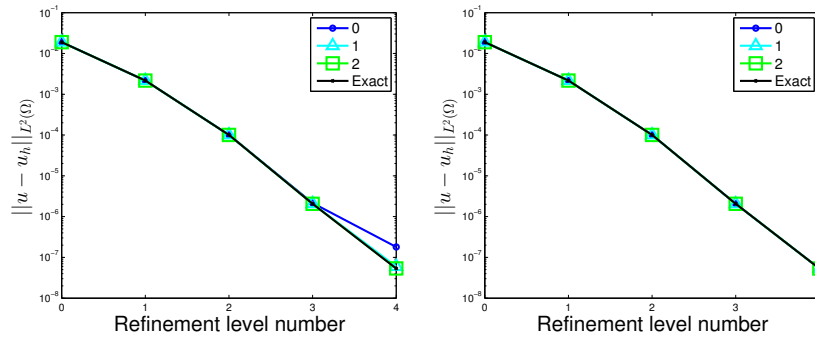 10^{-1}
10^{-2}
10^{-3}
10^{-4}
10^{-5}
10^{-6}
10^{-7}
10^{-8}
||u − u_h||_{L^2(Ω)}
0
1
2
Exact
0 1 2 3 4
Refinement level number
10^{-1}
10^{-2}
10^{-3}
10^{-4}
10^{-5}
10^{-6}
10^{-7}
10^{-8}
||u − u_h||_{L^2(Ω)}
0
1
2
Exact
0 1 2 3
Refinement level number